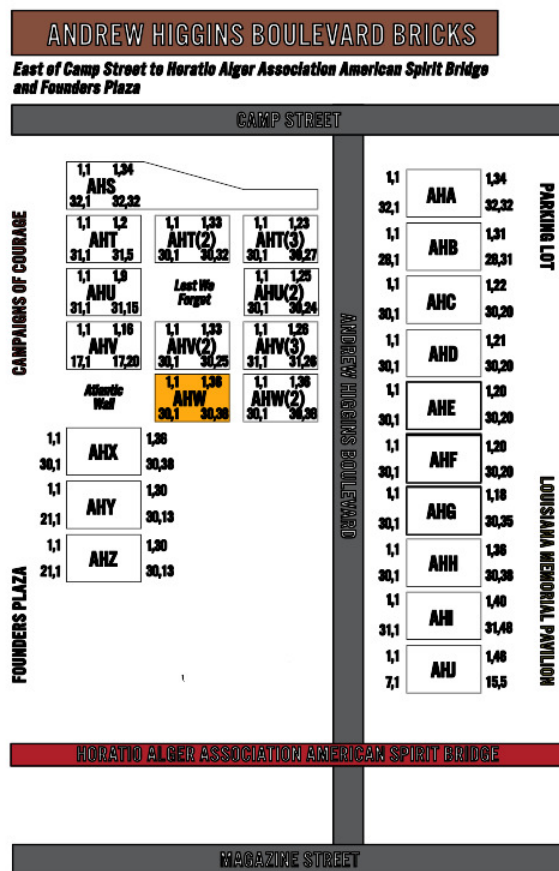 ANDREW HIGGINS BOULEVARD BRICKS
East of Camp Street to Horatio Alger Association American Spirit Bridge
and Founders Plaza
CAMP STREET
1,1 1,34
AHS
32,1 32,32
1,1 1,2
AHT
31,1 31,5
1,1 1,33
AHT(2)
30,1 30,32
1,1 1,23
AHT(3)
30,1 30,27
1,1 1,9
AHU
31,1 31,15
Lest We
Forget
1,1 1,25
AHU(2)
30,1 30,24
1,1 1,16
AHV
17,1 17,20
1,1 1,33
AHV(2)
30,1 30,25
1,1 1,26
AHV(3)
31,1 31,26
Atlantic
Wall
1,1 1,36
AHW
30,1 30,38
1,1 1,36
AHW(2)
30,1 30,38
1,1 1,36
AHX
30,1 30,38
1,1 1,30
AHY
21,1 30,13
1,1 1,30
AHZ
21,1 30,13
CAMPAIGNS OF COURAGE
FOUNDERS PLAZA
ANDREW HIGGINS BOULEVARD
1,1 1,34
AHA
32,1 32,32
1,1 1,31
AHB
28,1 28,31
1,1 1,22
AHC
30,1 30,20
1,1 1,21
AHD
30,1 30,20
1,1 1,20
AHE
30,1 30,20
1,1 1,20
AHF
30,1 30,20
1,1 1,18
AHG
30,1 30,35
1,1 1,36
AHH
30,1 30,38
1,1 1,40
AHI
31,1 31,48
1,1 1,46
AHJ
7,1 15,5
PARKING LOT
LOUISIANA MEMORIAL PAVILION
HORATIO ALGER ASSOCIATION AMERICAN SPIRIT BRIDGE
MAGAZINE STREET